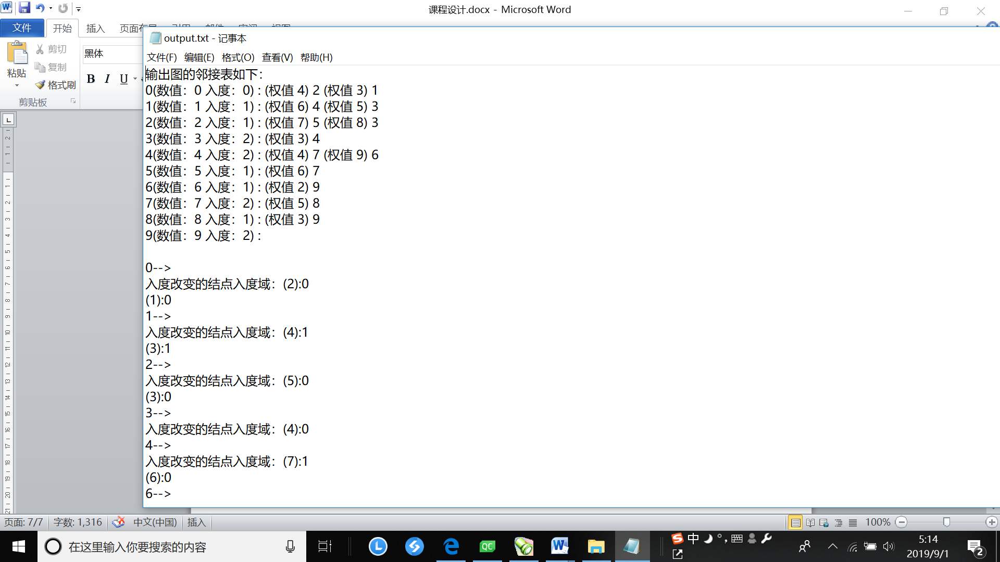 课程设计.docx - Microsoft Word
文件 开始 插入
剪切
黑体
复制
粘贴
格式刷
B I U
剪贴板
output.txt - 记事本
文件(F) 编辑(E) 格式(O) 查看(V) 帮助(H)
输出图的邻接表如下：
0(数值：0 入度：0) : (权值 4) 2 (权值 3) 1
1(数值：1 入度：1) : (权值 6) 4 (权值 5) 3
2(数值：2 入度：1) : (权值 7) 5 (权值 8) 3
3(数值：3 入度：2) : (权值 3) 4
4(数值：4 入度：2) : (权值 4) 7 (权值 9) 6
5(数值：5 入度：1) : (权值 6) 7
6(数值：6 入度：1) : (权值 2) 9
7(数值：7 入度：2) : (权值 5) 8
8(数值：8 入度：1) : (权值 3) 9
9(数值：9 入度：2) :
0-->
入度改变的结点入度域：(2):0
(1):0
1-->
入度改变的结点入度域：(4):1
(3):1
2-->
入度改变的结点入度域：(5):0
(3):0
3-->
入度改变的结点入度域：(4):0
4-->
入度改变的结点入度域：(7):1
(6):0
6-->
页面: 7/7 字数: 1,316 中文(中国) 插入 100%
在这里输入你要搜索的内容
QC
中
5:14
2019/9/1
2